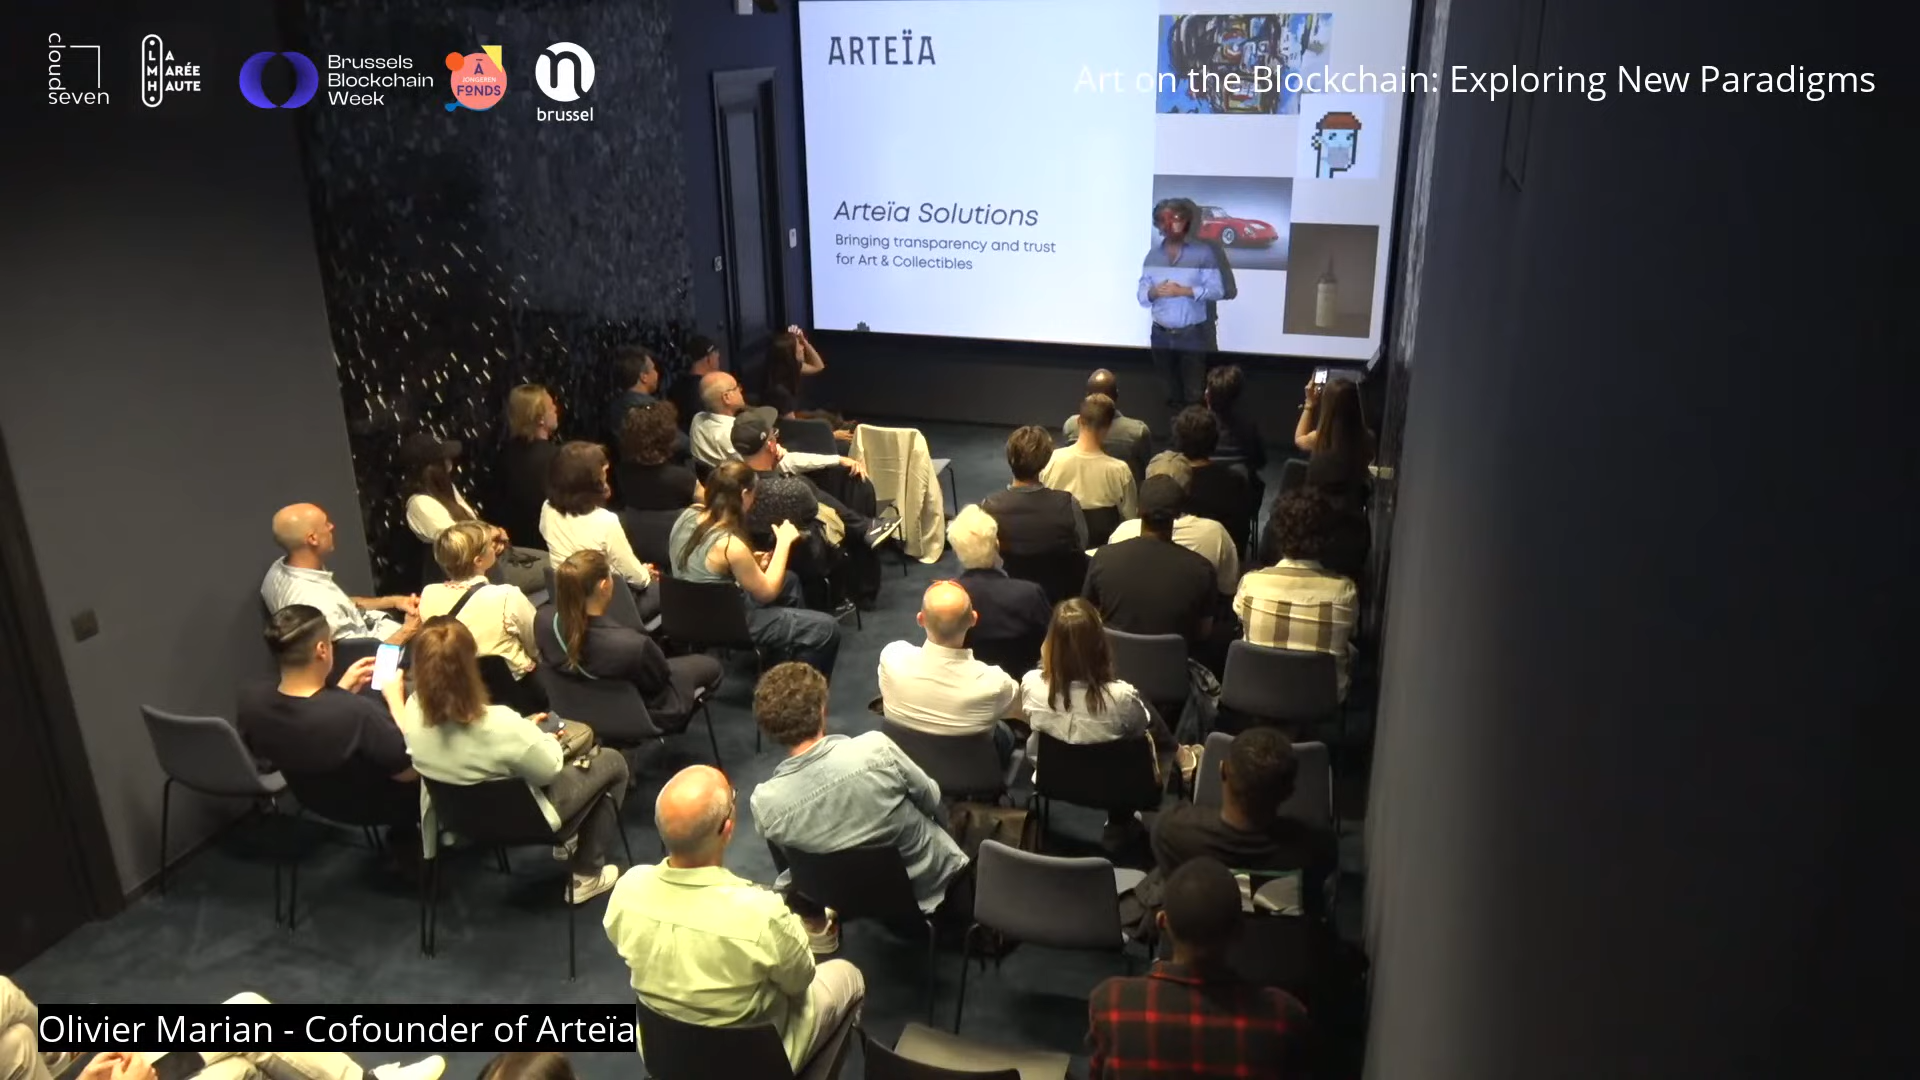 cloud
seven
LMMH
LA
MARÉE
HAUTE
Brussels
Blockchain
Week
Â
JONGEREN
FONDS
n
brussel
ARTEÏA
Art on the Blockchain: Exploring New Paradigms
Arteïa Solutions
Bringing transparency and trust
for Art & Collectibles
Olivier Marian - Cofounder of Arteïa